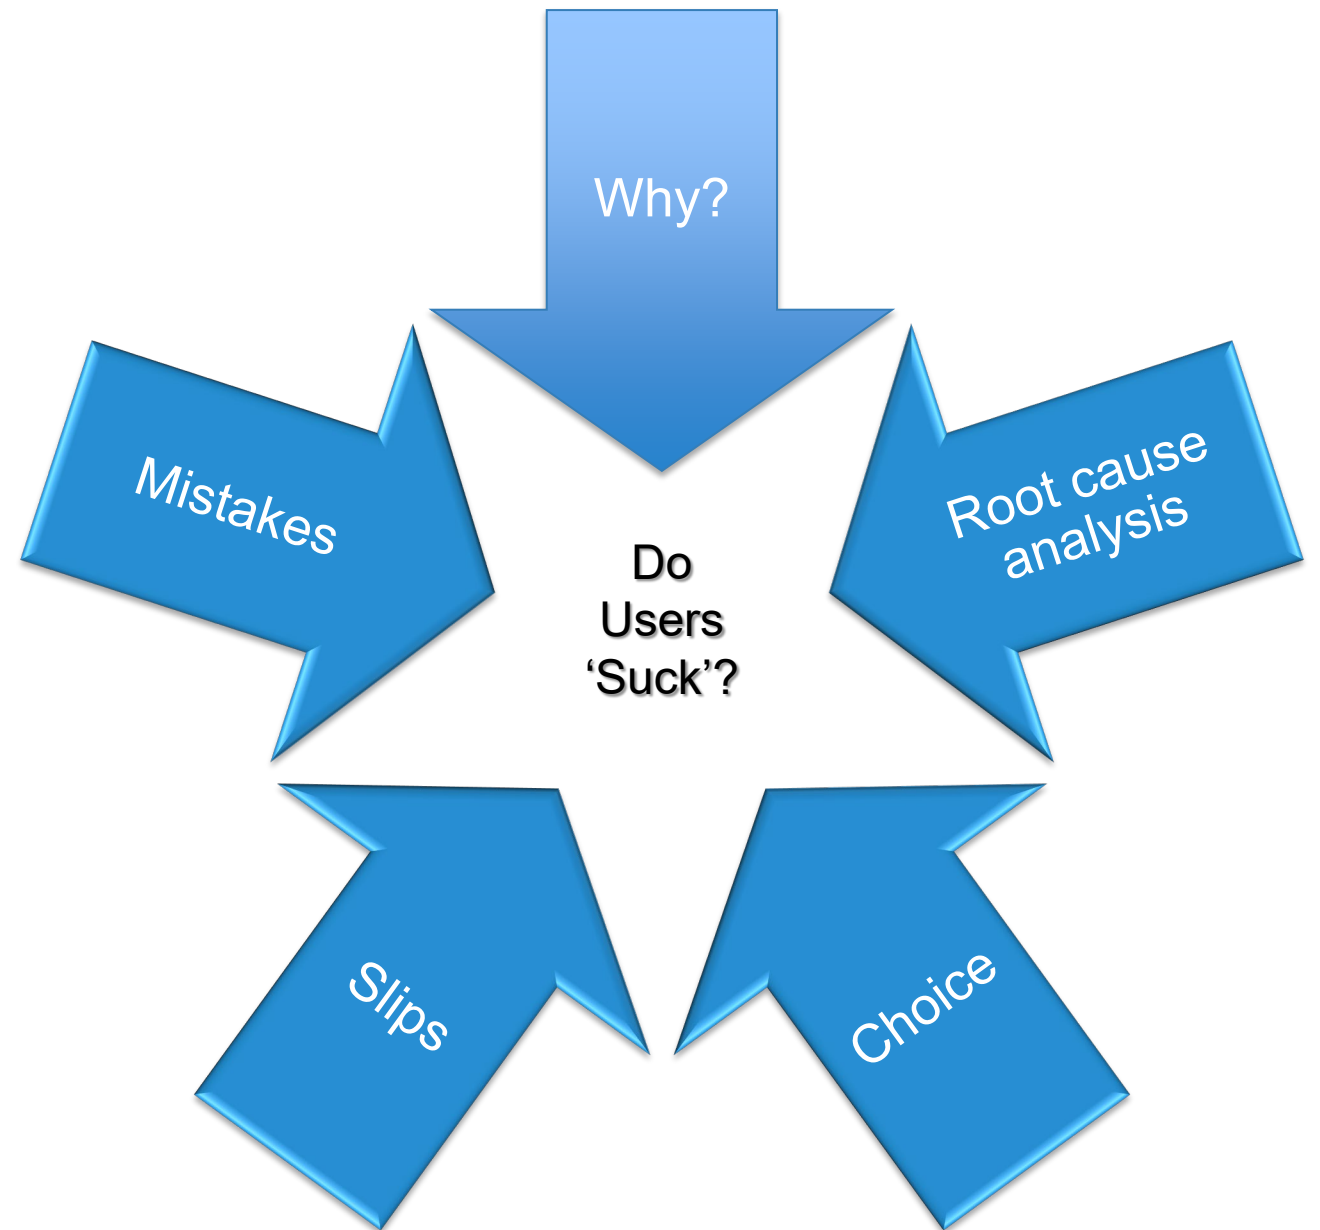 Why?
Mistakes
Root cause
analysis
Do
Users
‘Suck’?
Slips
Choice